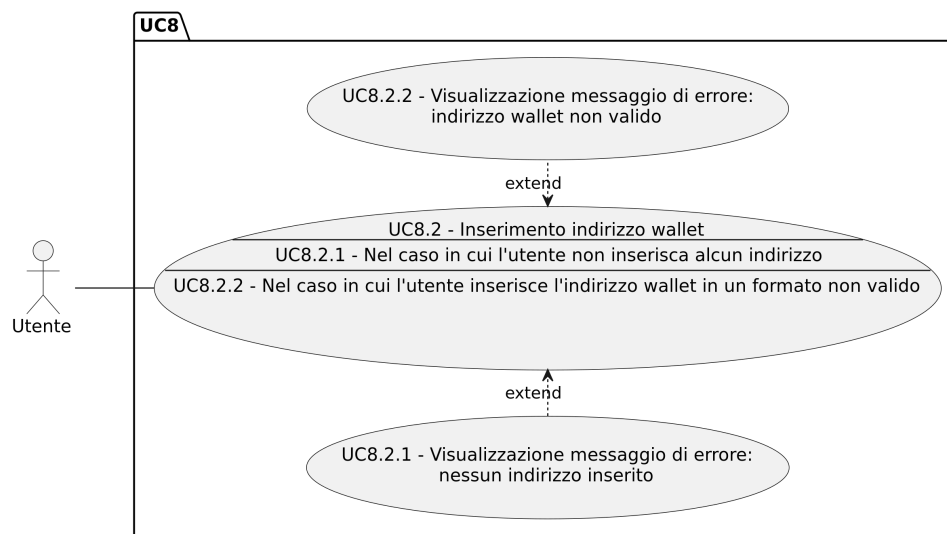 UC8
UC8.2.2 - Visualizzazione messaggio di errore:
indirizzo wallet non valido
extend
UC8.2 - Inserimento indirizzo wallet
UC8.2.1 - Nel caso in cui l'utente non inserisca alcun indirizzo
UC8.2.2 - Nel caso in cui l'utente inserisce l'indirizzo wallet in un formato non valido
Utente
extend
UC8.2.1 - Visualizzazione messaggio di errore:
nessun indirizzo inserito